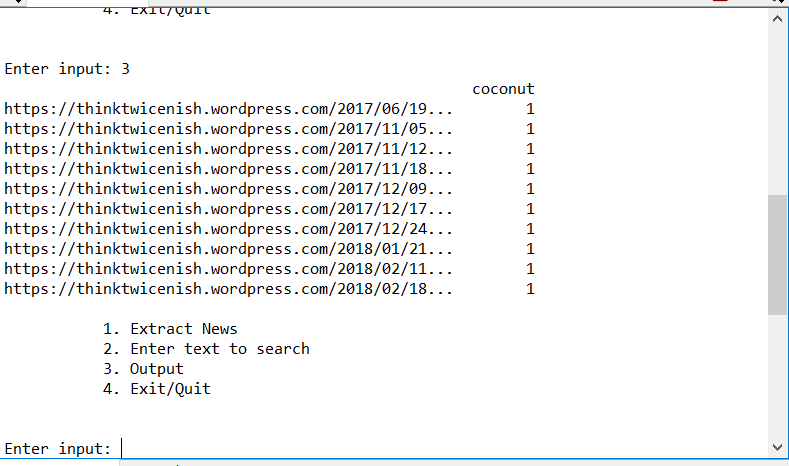 4. Exit/Quit
Enter input: 3
coconut
https://thinktwicenish.wordpress.com/2017/06/19... 1
https://thinktwicenish.wordpress.com/2017/11/05... 1
https://thinktwicenish.wordpress.com/2017/11/12... 1
https://thinktwicenish.wordpress.com/2017/11/18... 1
https://thinktwicenish.wordpress.com/2017/12/09... 1
https://thinktwicenish.wordpress.com/2017/12/17... 1
https://thinktwicenish.wordpress.com/2017/12/24... 1
https://thinktwicenish.wordpress.com/2018/01/21... 1
https://thinktwicenish.wordpress.com/2018/02/11... 1
https://thinktwicenish.wordpress.com/2018/02/18... 1
1. Extract News
2. Enter text to search
3. Output
4. Exit/Quit
Enter input: